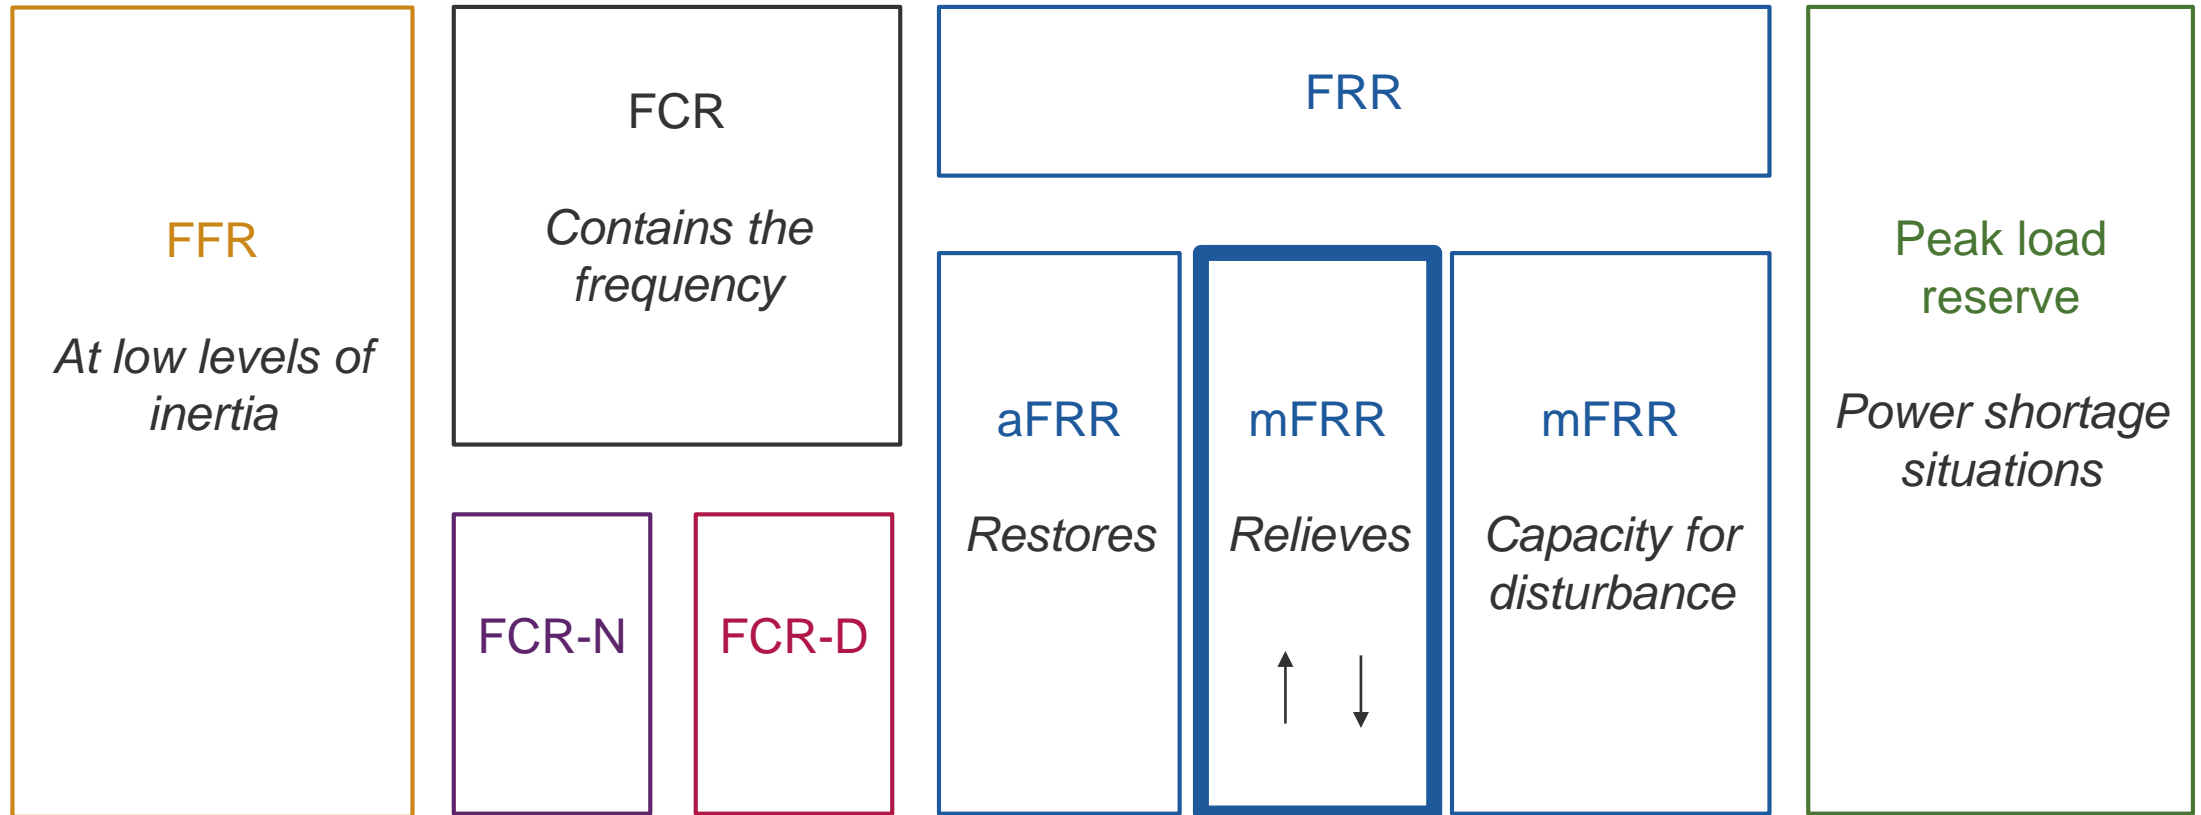 FFR
At low levels of
inertia
FCR
Contains the
frequency
FCR-N
FCR-D
FRR
aFRR
Restores
mFRR
Relieves
mFRR
Capacity for
disturbance
Peak load
reserve
Power shortage
situations